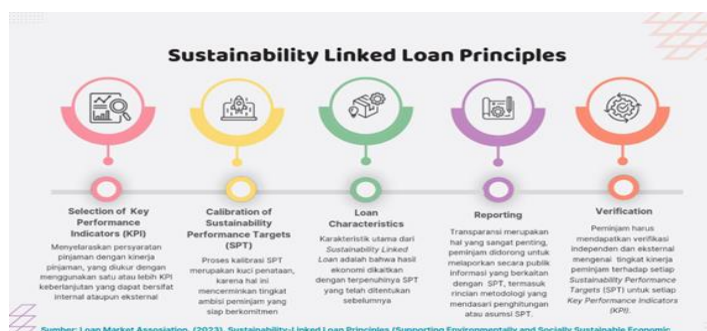 Sustainability Linked Loan Principles
Selection of Key
Performance
Indicators (KPI)
Menyelaraskan persyaratan
pinjaman dengan kinerja
pinjaman, yang diukur dengan
menggunakan satu atau lebih KPI
keberlanjutan yang dapat bersifat
internal ataupun eksternal
Calibration of
Sustainability
Performance Targets
(SPT)
Proses kalibrasi SPT
merupakan kuci penataan,
karena hal ini
mencerminkan tingkat
ambisi peminjam yang
siap berkomitmen
Loan
Characteristics
Karakteristik utama dari
Sustainability Linked
Loan adalah bahwa hasil
ekonomi dikaitkan
dengan terpenuhinya SPT
yang telah ditentukan
sebelumnya
Reporting
Transparansi merupakan
hal yang sangat penting,
peminjam didorong untuk
melaporkan secara publik
informasi yang berkaitan
dengan SPT, termasuk
rincian metodologi yang
mendasari penghitungan
atau asumsi SPT.
Verification
Peminjam harus
mendapatkan verifikasi
independen dan eksternal
mengenai tingkat kinerja
peminjam terhadap setiap
Sustainability Performance
Targets (SPT) untuk setiap
Key Performance Indicators
(KPI).
Sumber: Loan Market Assosiation. (2023). Sustainability-Linked Loan Principles (Supporting Environmentally and Socially Sustainable Economic